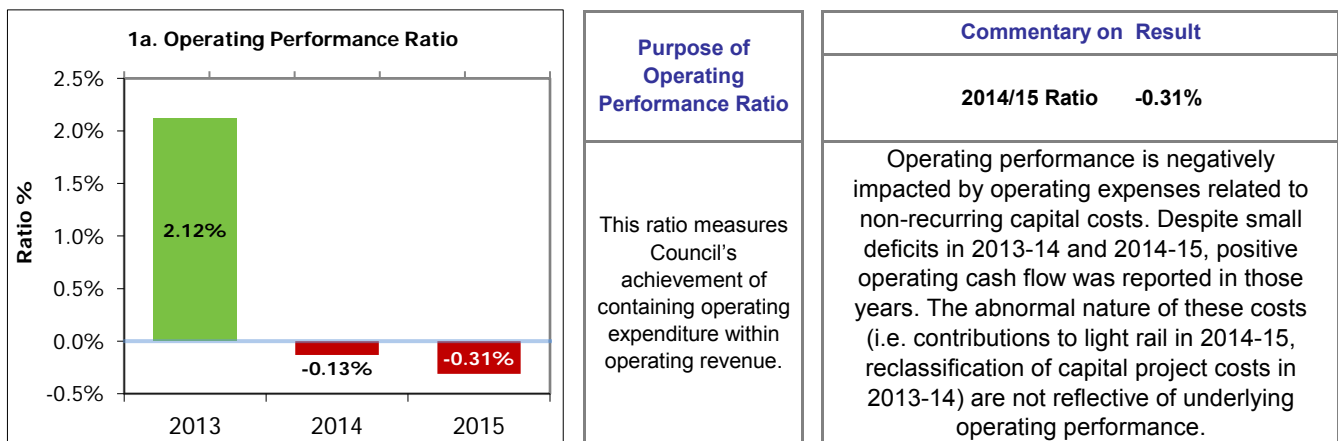 1a. Operating Performance Ratio
2.5%
2.0%
1.5%
1.0%
0.5%
0.0%
-0.5%
Ratio %
2.12%
-0.13%
-0.31%
2013 2014 2015
Purpose of
Operating
Performance Ratio
This ratio measures
Council's
achievement of
containing operating
expenditure within
operating revenue.
Commentary on Result
2014/15 Ratio -0.31%
Operating performance is negatively
impacted by operating expenses related to
non-recurring capital costs. Despite small
deficits in 2013-14 and 2014-15, positive
operating cash flow was reported in those
years. The abnormal nature of these costs
(i.e. contributions to light rail in 2014-15,
reclassification of capital project costs in
2013-14) are not reflective of underlying
operating performance.